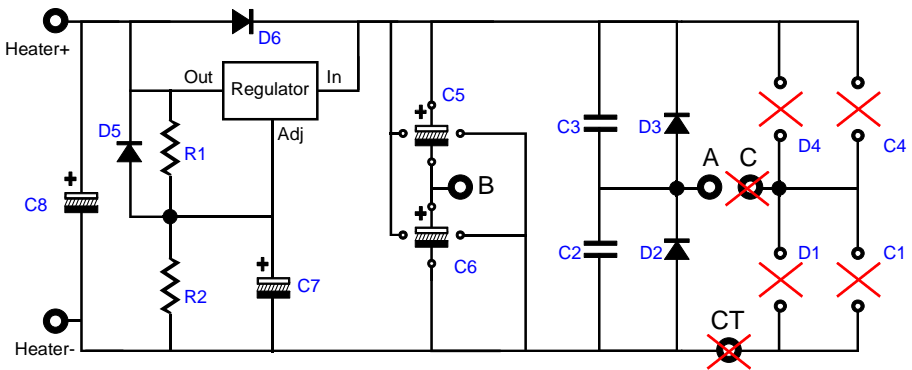 Heater+
D6
Out
Regulator
In
C5
D5
R1
Adj
C3
D3
A
C
D4
C4
B
C8
C6
C2
D2
D1
C1
R2
C7
CT
Heater-